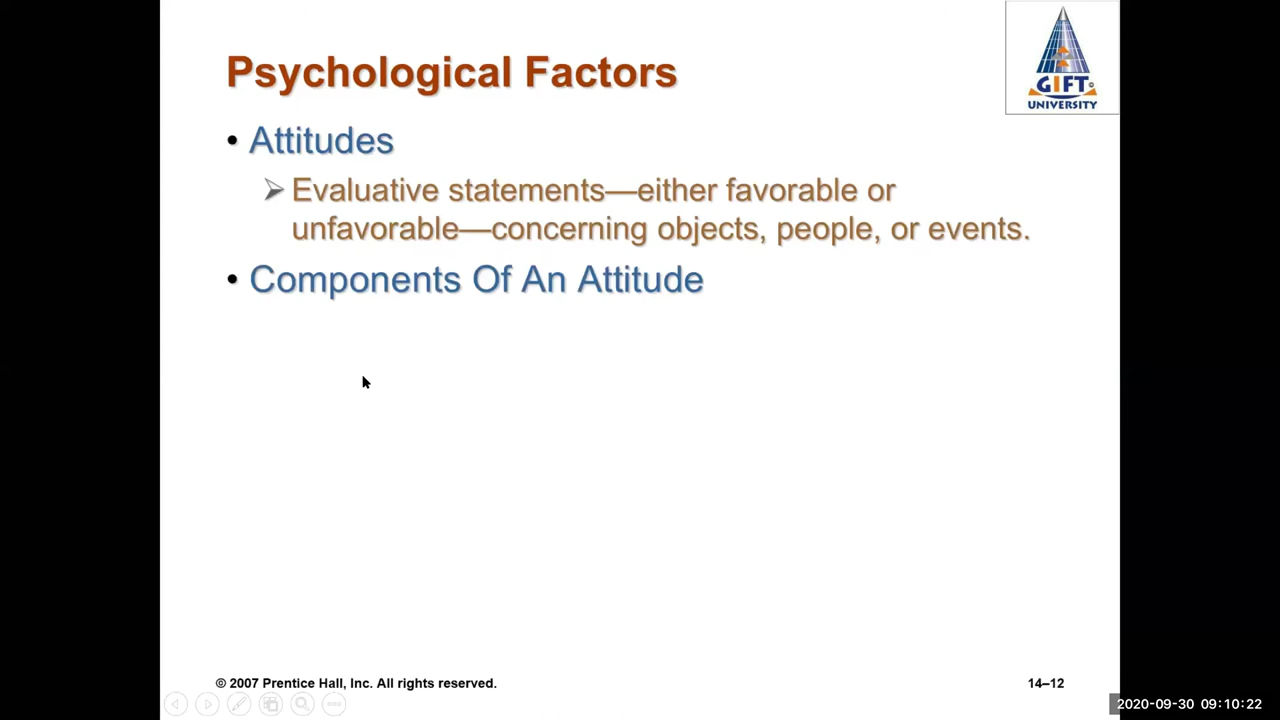 Psychological Factors
GIFT
UNIVERSITY
• Attitudes
➢ Evaluative statements—either favorable or
unfavorable—concerning objects, people, or events.
• Components Of An Attitude
© 2007 Prentice Hall, Inc. All rights reserved.
14–12
2020-09-30 09:10:22